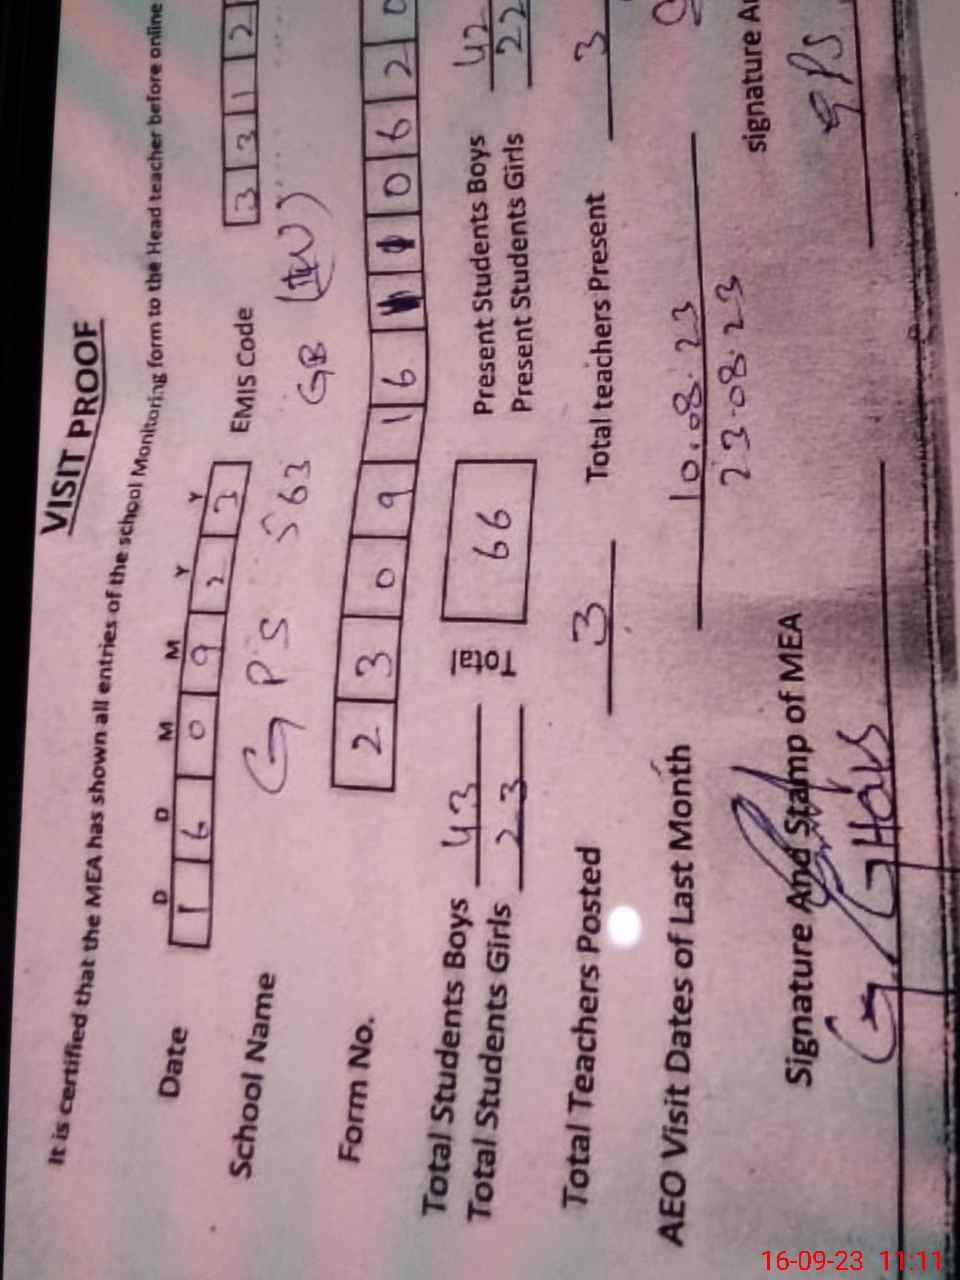 VISIT PROOF
It is certified that the MEA has shown all entries of the school Monitoring form to the Head teacher before online
D D M M Y Y
Date 1 6 0 9 2 3 EMIS Code 3 3 1 2
School Name G PS 563 GB (IV)
Form No. 2 3 0 9 1 6 1 1 0 6 2 0
Total Students Boys 43 Total 66 Present Students Boys 42
Total Students Girls 23 Present Students Girls 22
Total Teachers Posted 3 Total teachers Present 3
AEO Visit Dates of Last Month 10.08.23
23.08.23
Signature And Stamp of MEA signature
GPS
16-09-23 11:11